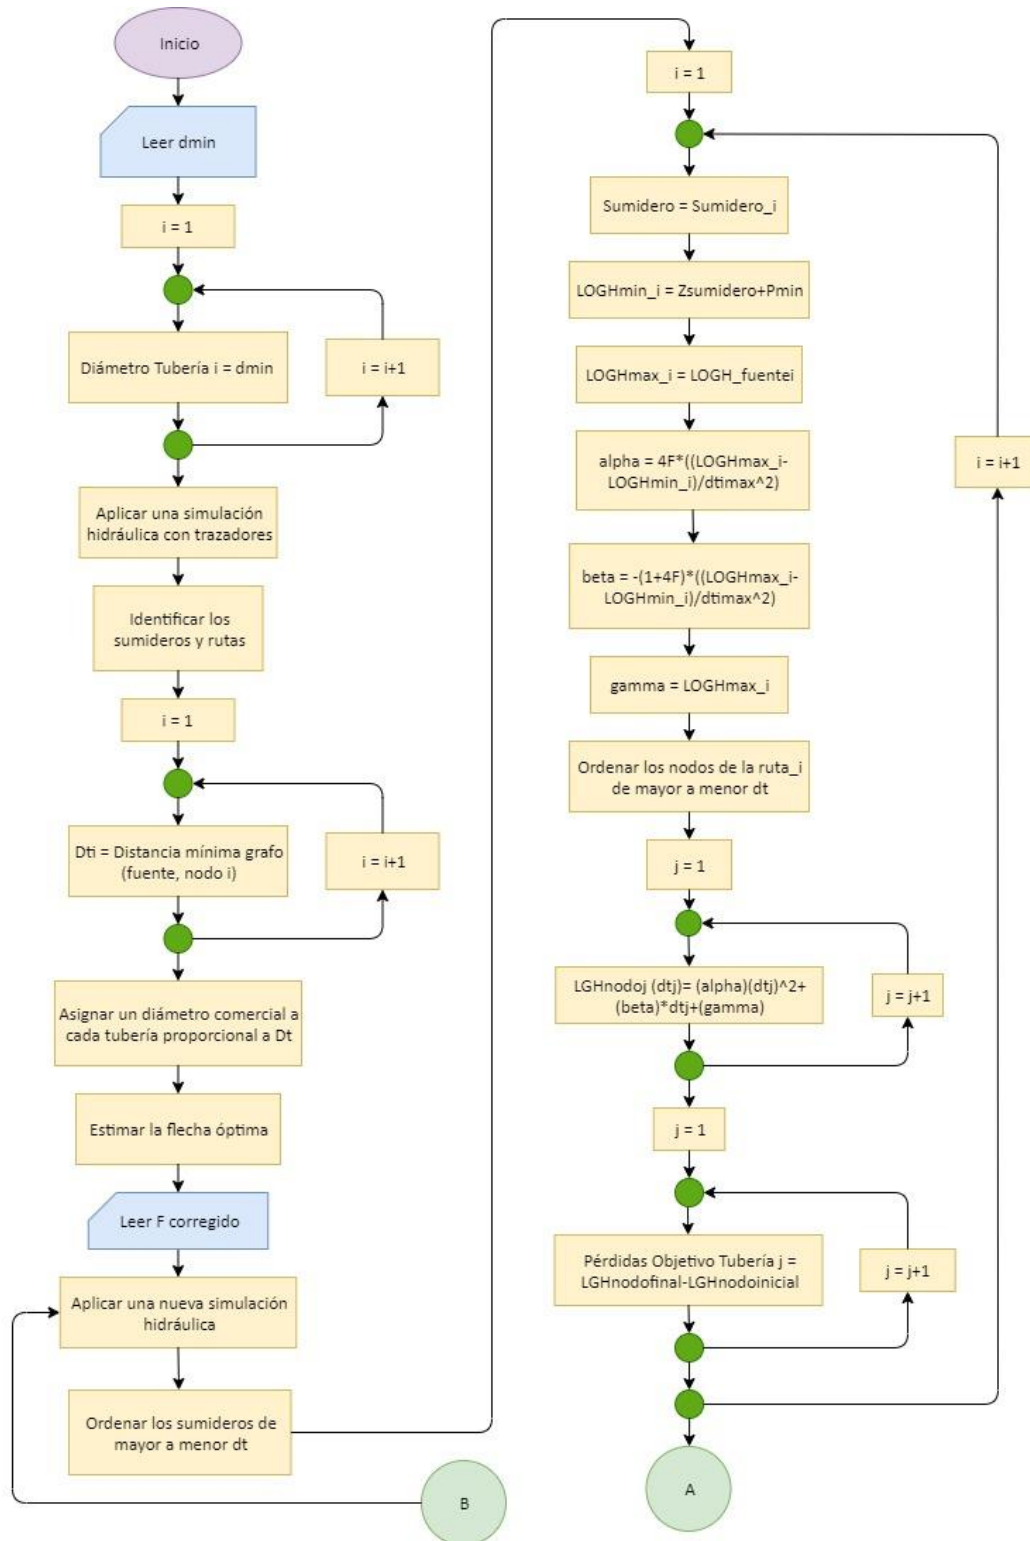 Inicio
Leer dmin
i = 1
Diámetro Tubería i = dmin
i = i+1
Aplicar una simulación
hidráulica con trazadores
Identificar los
sumideros y rutas
i = 1
Dti = Distancia mínima grafo
(fuente, nodo i)
i = i+1
Asignar un diámetro comercial a
cada tubería proporcional a Dt
Estimar la flecha óptima
Leer F corregido
Aplicar una nueva simulación
hidráulica
Ordenar los sumideros de
mayor a menor dt
B
i = 1
Sumidero = Sumidero_i
LOGHmin_i = Zsumidero+Pmin
LOGHmax_i = LOGH_fuentei
alpha = 4F*((LOGHmax_i-
LOGHmin_i)/dtimax^2)
i = i+1
beta = -(1+4F)*((LOGHmax_i-
LOGHmin_i)/dtimax^2)
gamma = LOGHmax_i
Ordenar los nodos de la ruta_i
de mayor a menor dt
j = 1
LGHnodoj (dtj)= (alpha)(dtj)^2+
(beta)*dtj+(gamma)
j = j+1
j = 1
Pérdidas Objetivo Tubería j =
LGHnodofinal-LGHnodoinicial
j = j+1
A